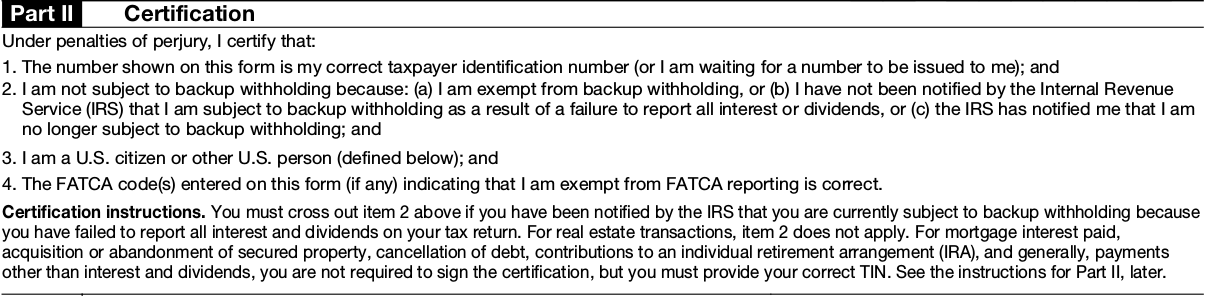 Part II Certification
Under penalties of perjury, I certify that:
1. The number shown on this form is my correct taxpayer identification number (or I am waiting for a number to be issued to me); and
2. I am not subject to backup withholding because: (a) I am exempt from backup withholding, or (b) I have not been notified by the Internal Revenue
Service (IRS) that I am subject to backup withholding as a result of a failure to report all interest or dividends, or (c) the IRS has notified me that I am
no longer subject to backup withholding; and
3. I am a U.S. citizen or other U.S. person (defined below); and
4. The FATCA code(s) entered on this form (if any) indicating that I am exempt from FATCA reporting is correct.
Certification instructions. You must cross out item 2 above if you have been notified by the IRS that you are currently subject to backup withholding because
you have failed to report all interest and dividends on your tax return. For real estate transactions, item 2 does not apply. For mortgage interest paid,
acquisition or abandonment of secured property, cancellation of debt, contributions to an individual retirement arrangement (IRA), and generally, payments
other than interest and dividends, you are not required to sign the certification, but you must provide your correct TIN. See the instructions for Part II, later.